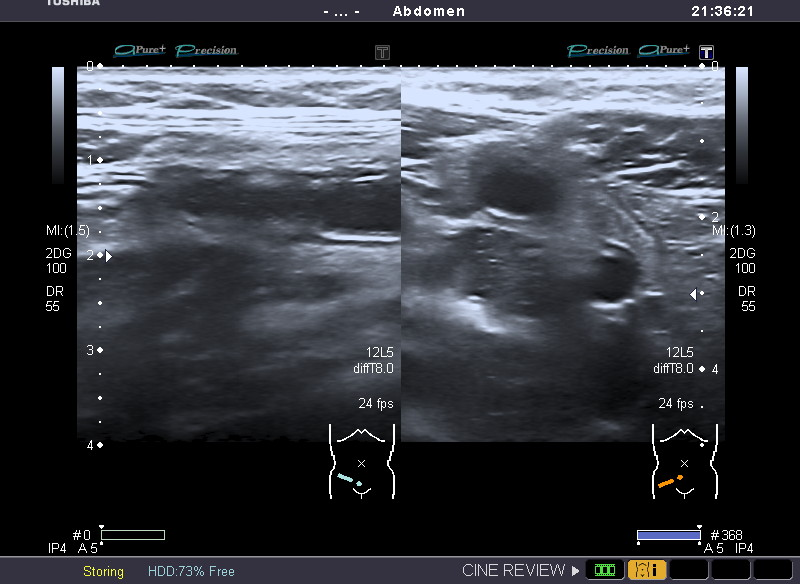 TOSHIBA
- ... - Abdomen 21:36:21
aPure+ Precision T Precision aPure+ T
0 0
1
MI:(1.5) 2 MI:(1.3)
2DG 2 2DG
100 100
DR DR
55 55
3 12L5 12L5
diffT8.0 diffT8.0 4
24 fps 24 fps
4
#0 #368
IP4 A 5 A 5 IP4
Storing HDD:73% Free CINE REVIEW i